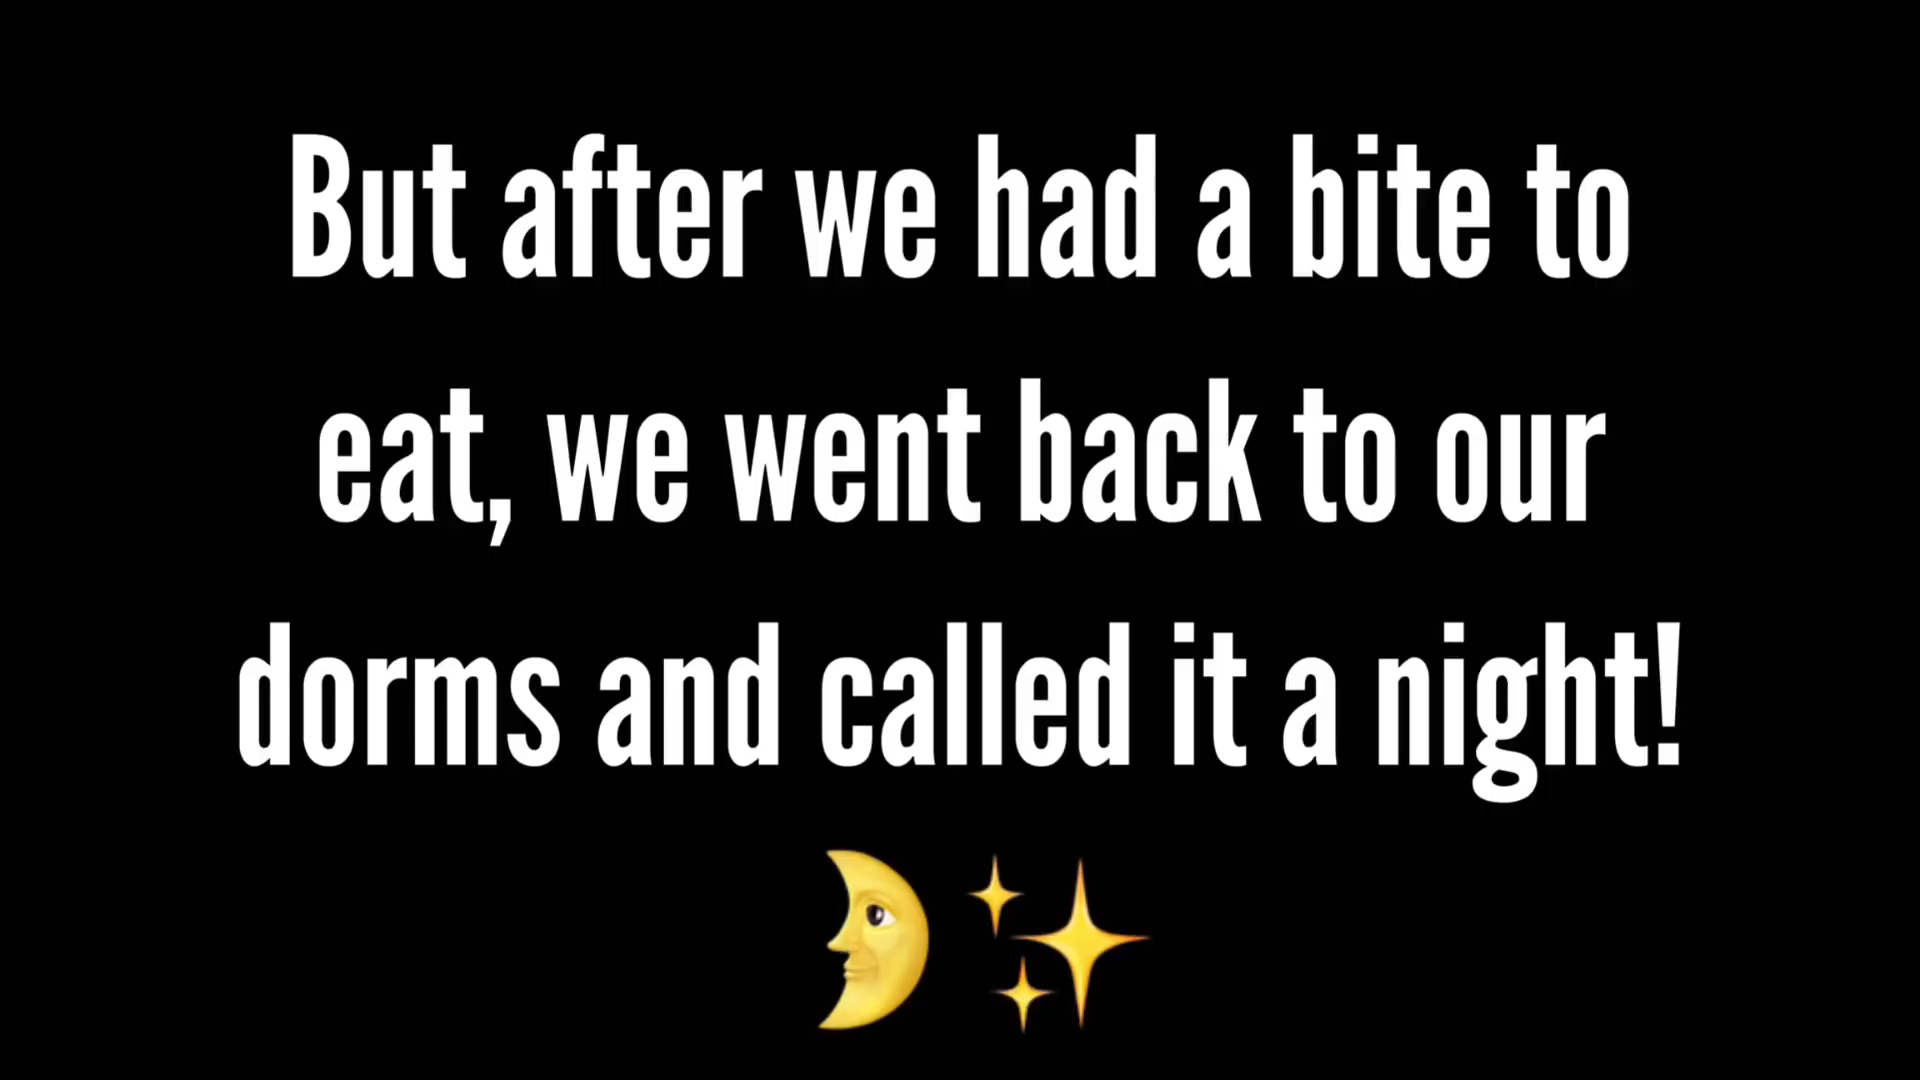 But after we had a bite to
eat, we went back to our
dorms and called it a night!
🌛✨